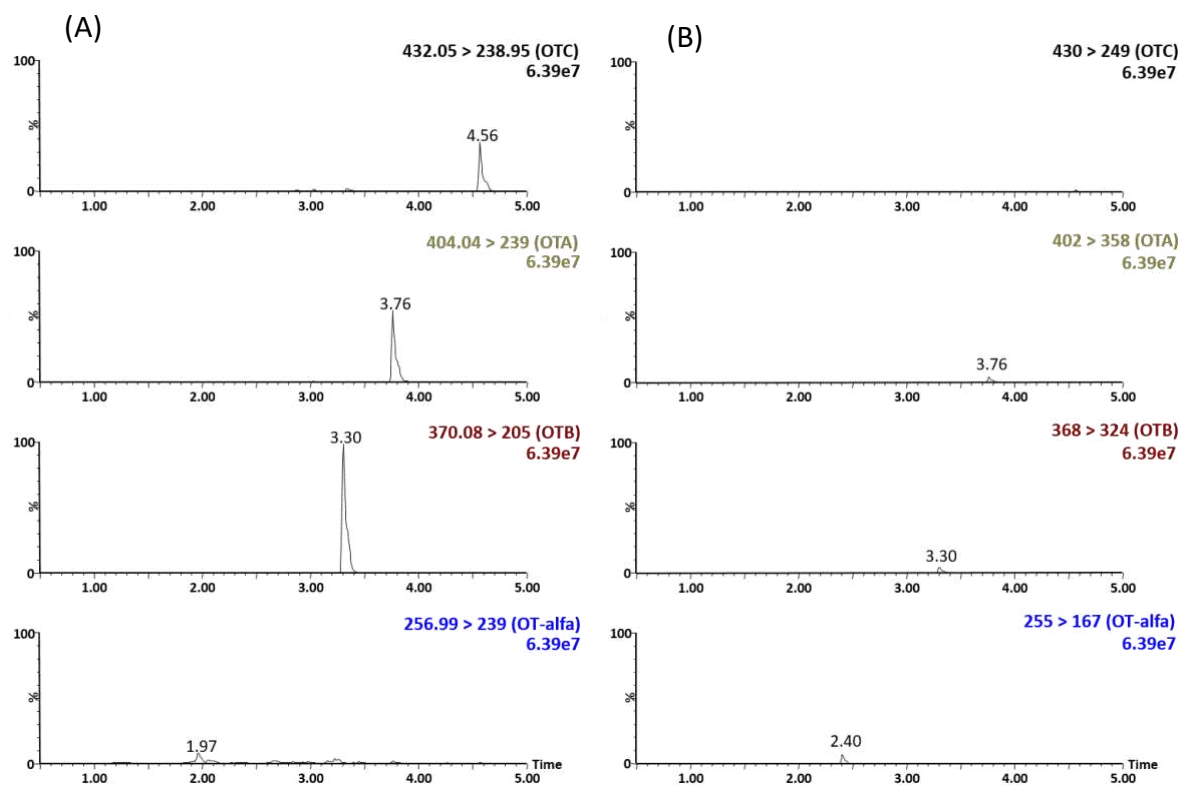 (A)
432.05 > 238.95 (OTC)
6.39e7
100
%
4.56
0
1.00 2.00 3.00 4.00 5.00
404.04 > 239 (OTA)
6.39e7
100
%
3.76
0
1.00 2.00 3.00 4.00 5.00
370.08 > 205 (OTB)
6.39e7
100
%
3.30
0
1.00 2.00 3.00 4.00 5.00
256.99 > 239 (OT-alfa)
6.39e7
100
%
1.97
0
Time
1.00 2.00 3.00 4.00 5.00
(B)
430 > 249 (OTC)
6.39e7
100
%
0
1.00 2.00 3.00 4.00 5.00
402 > 358 (OTA)
6.39e7
100
%
3.76
0
1.00 2.00 3.00 4.00 5.00
368 > 324 (OTB)
6.39e7
100
%
3.30
0
1.00 2.00 3.00 4.00 5.00
255 > 167 (OT-alfa)
6.39e7
100
%
2.40
0
Time
1.00 2.00 3.00 4.00 5.00